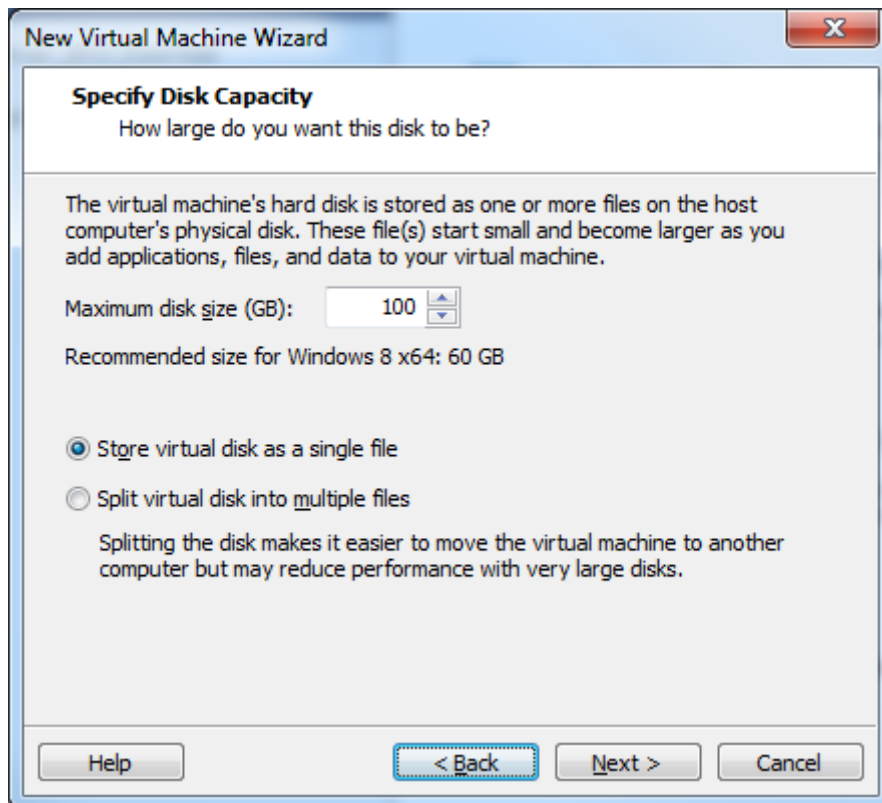 New Virtual Machine Wizard
Specify Disk Capacity
How large do you want this disk to be?
The virtual machine's hard disk is stored as one or more files on the host
computer's physical disk. These file(s) start small and become larger as you
add applications, files, and data to your virtual machine.
Maximum disk size (GB): 100
Recommended size for Windows 8 x64: 60 GB
Store virtual disk as a single file
Split virtual disk into multiple files
Splitting the disk makes it easier to move the virtual machine to another
computer but may reduce performance with very large disks.
Help < Back Next > Cancel